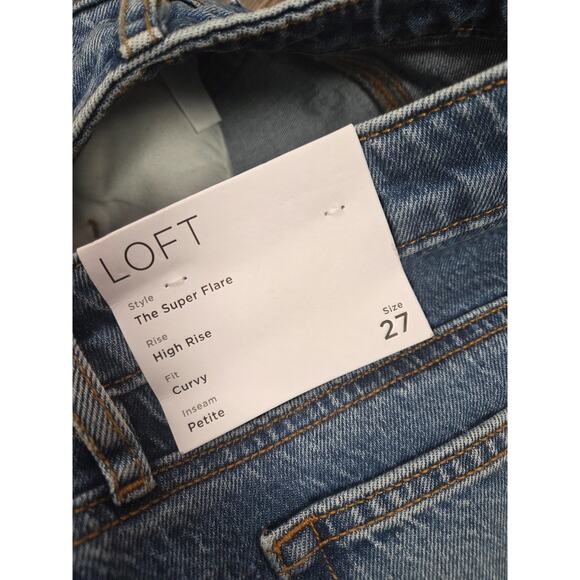 LOFT
Style
The Super Flare
Rise
High Rise
Fit
Curvy
Inseam
Petite
Size
27